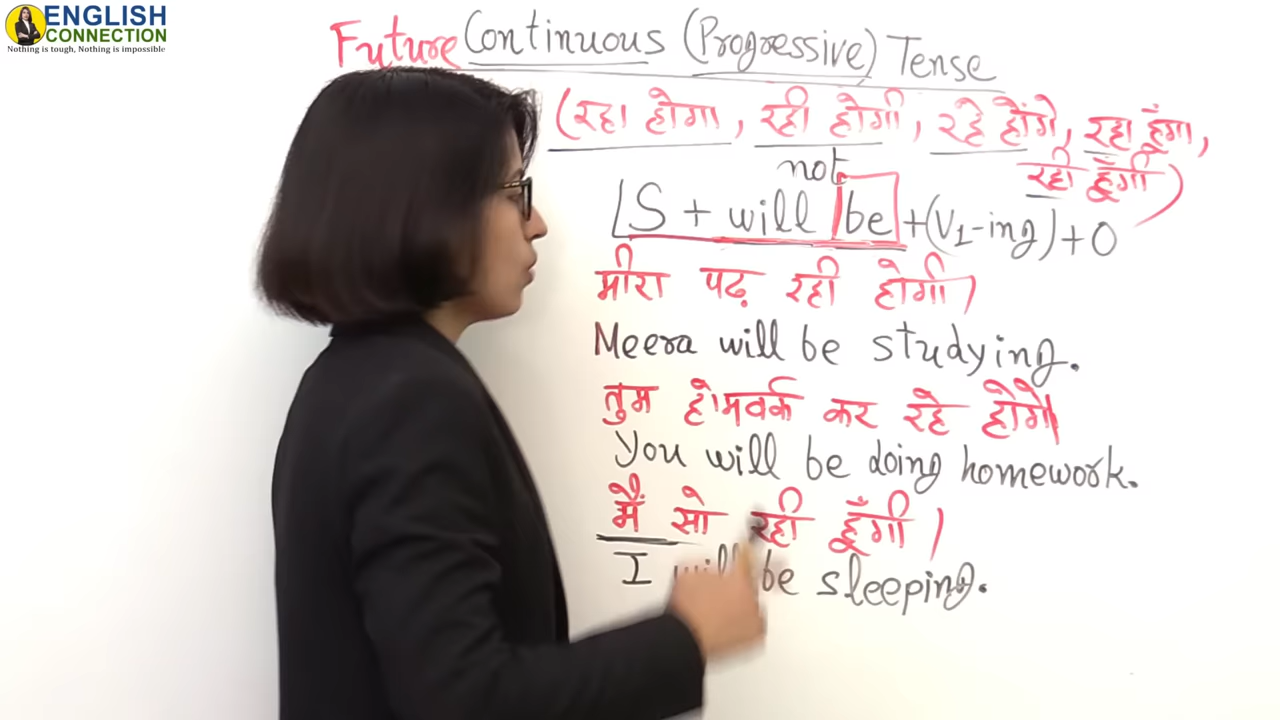 ENGLISH
CONNECTION
Nothing is tough, Nothing is impossible
Future Continuous (Progressive) Tense
(रहा होगा, रही होगी, रहे होंगे, रहा हूँगा,
रही हूँगी)
not
S + will be + (V1-ing) + O
मीरा पढ़ रही होगी।
Meera will be studying.
तुम होमवर्क कर रहे होंगे।
You will be doing homework.
मैं सो रही हूँगी।
I will be sleeping.